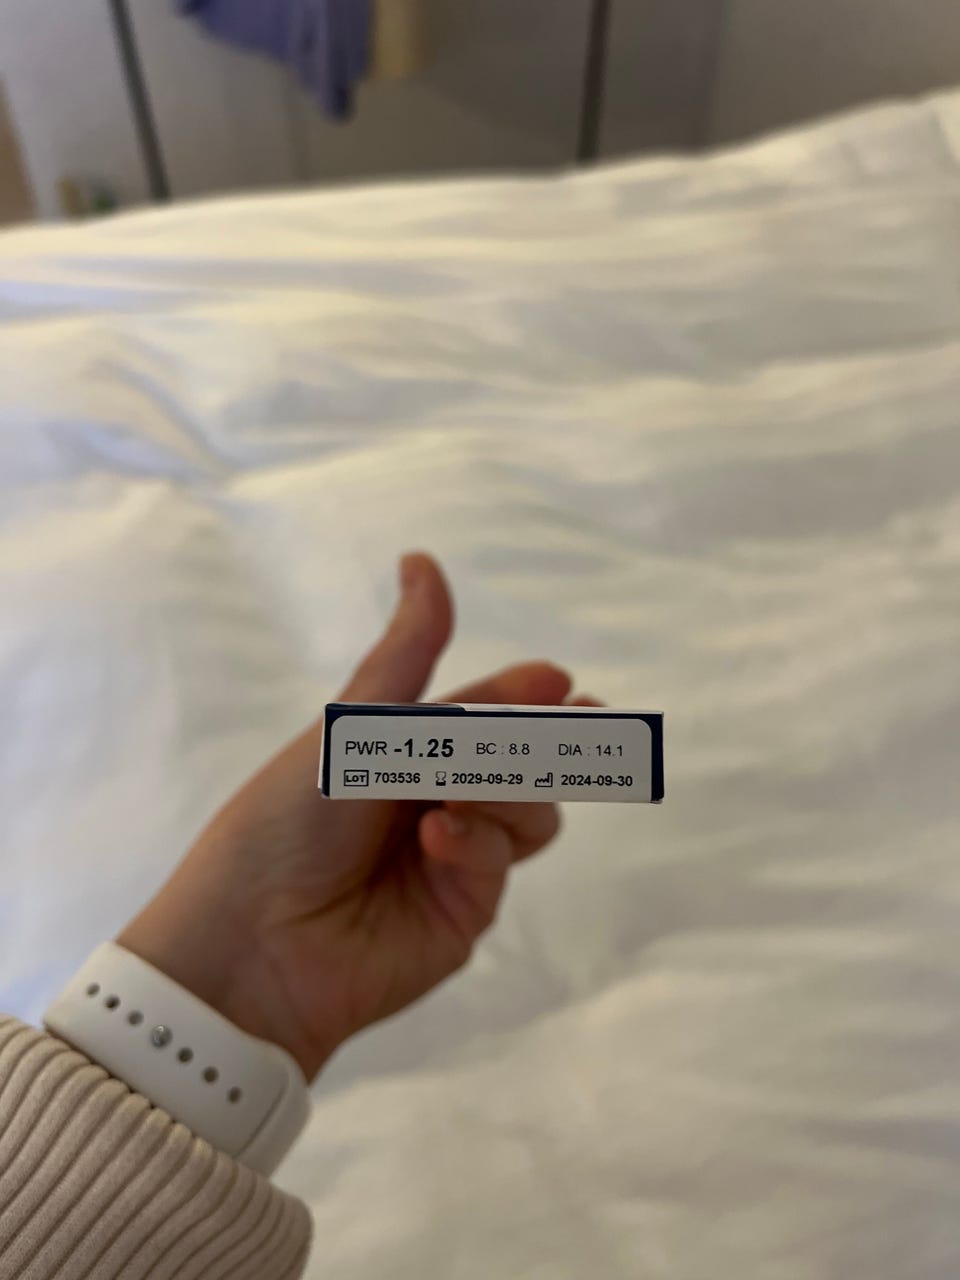 PWR -1.25 BC : 8.8 DIA : 14.1
LOT 703536 2029-09-29 2024-09-30